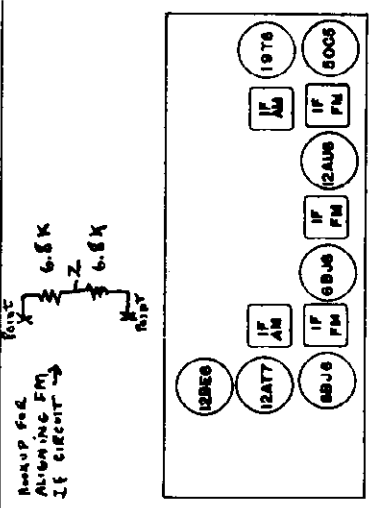 HOOKUP FOR
ALIGNING FM
IF CIRCUIT →
POINT
6.8K
Z
6.8K
POINT
12BE6
12AT7
IF
AM
IF
AM
19T8
6BJ6
IF
FM
6BJ6
IF
FM
12AU6
IF
FM
50C5